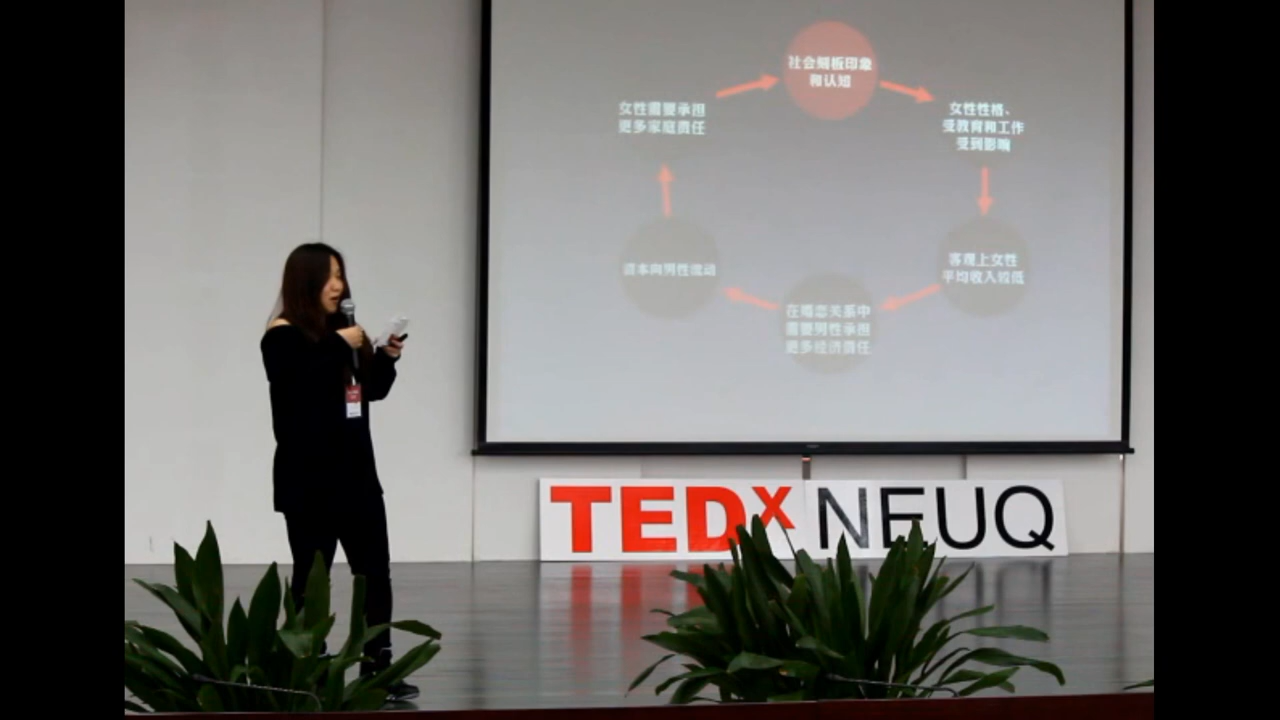 社会刻板印象
和认知
女性性格、
受教育和工作
受到影响
客观上女性
平均收入较低
在婚恋关系中
需要男性承担
更多经济责任
资本向男性流动
女性需要承担
更多家庭责任
TEDx NEUQ